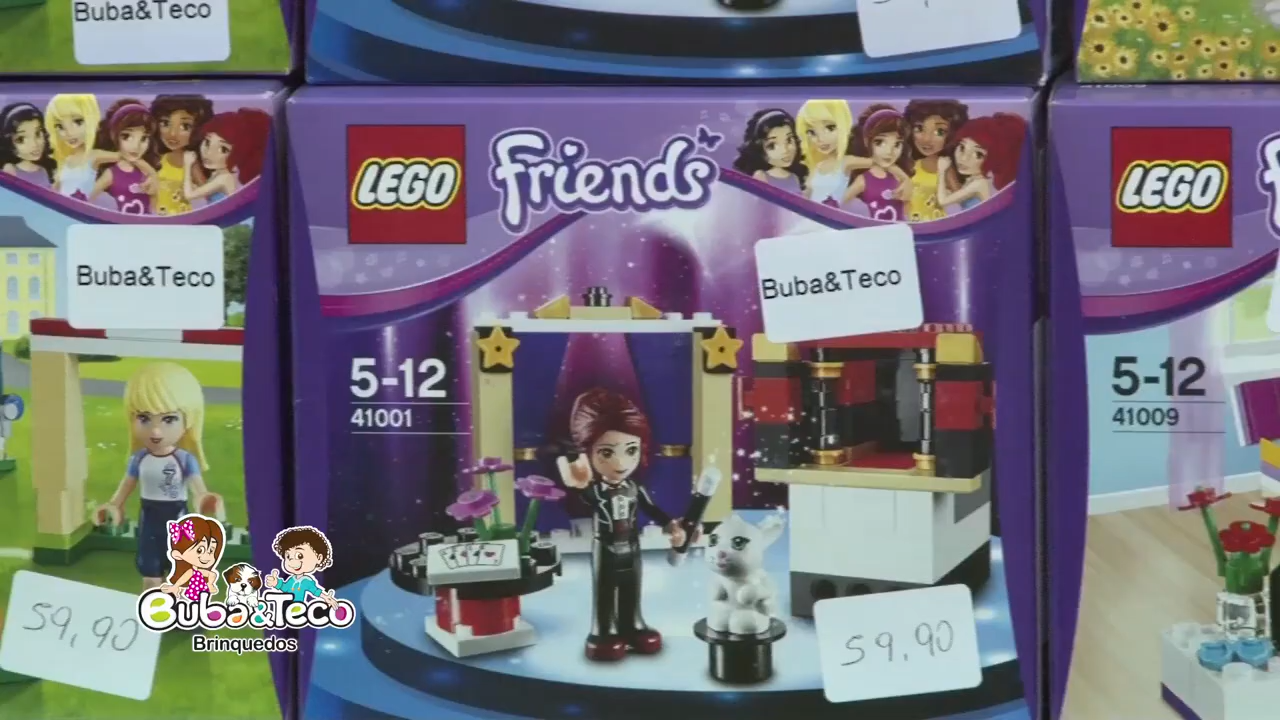 Buba&Teco
LEGO
Friends
LEGO
Buba&Teco
Buba&Teco
5-12
41001
5-12
41009
59,90
Buba&Teco
Brinquedos
59,90